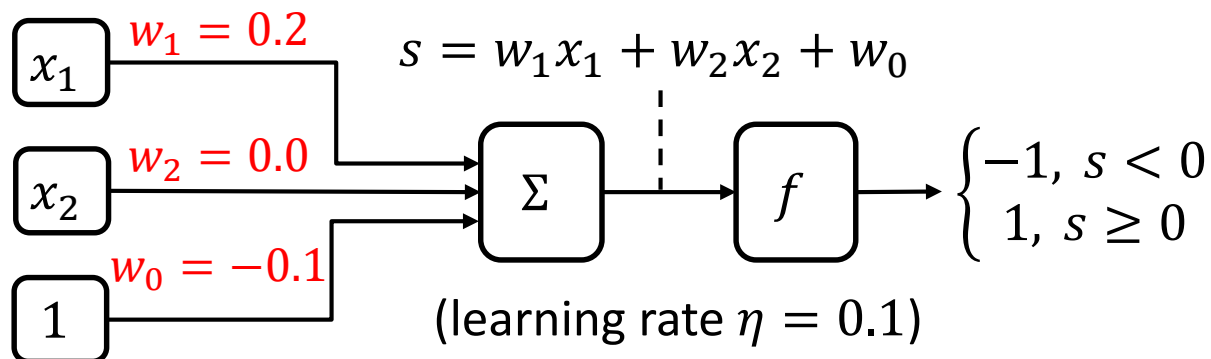 w₁ = 0.2
x₁
s = w₁x₁ + w₂x₂ + w₀
w₂ = 0.0
x₂
Σ
f
{−1, s < 0
1, s ≥ 0
w₀ = −0.1
1
(learning rate η = 0.1)